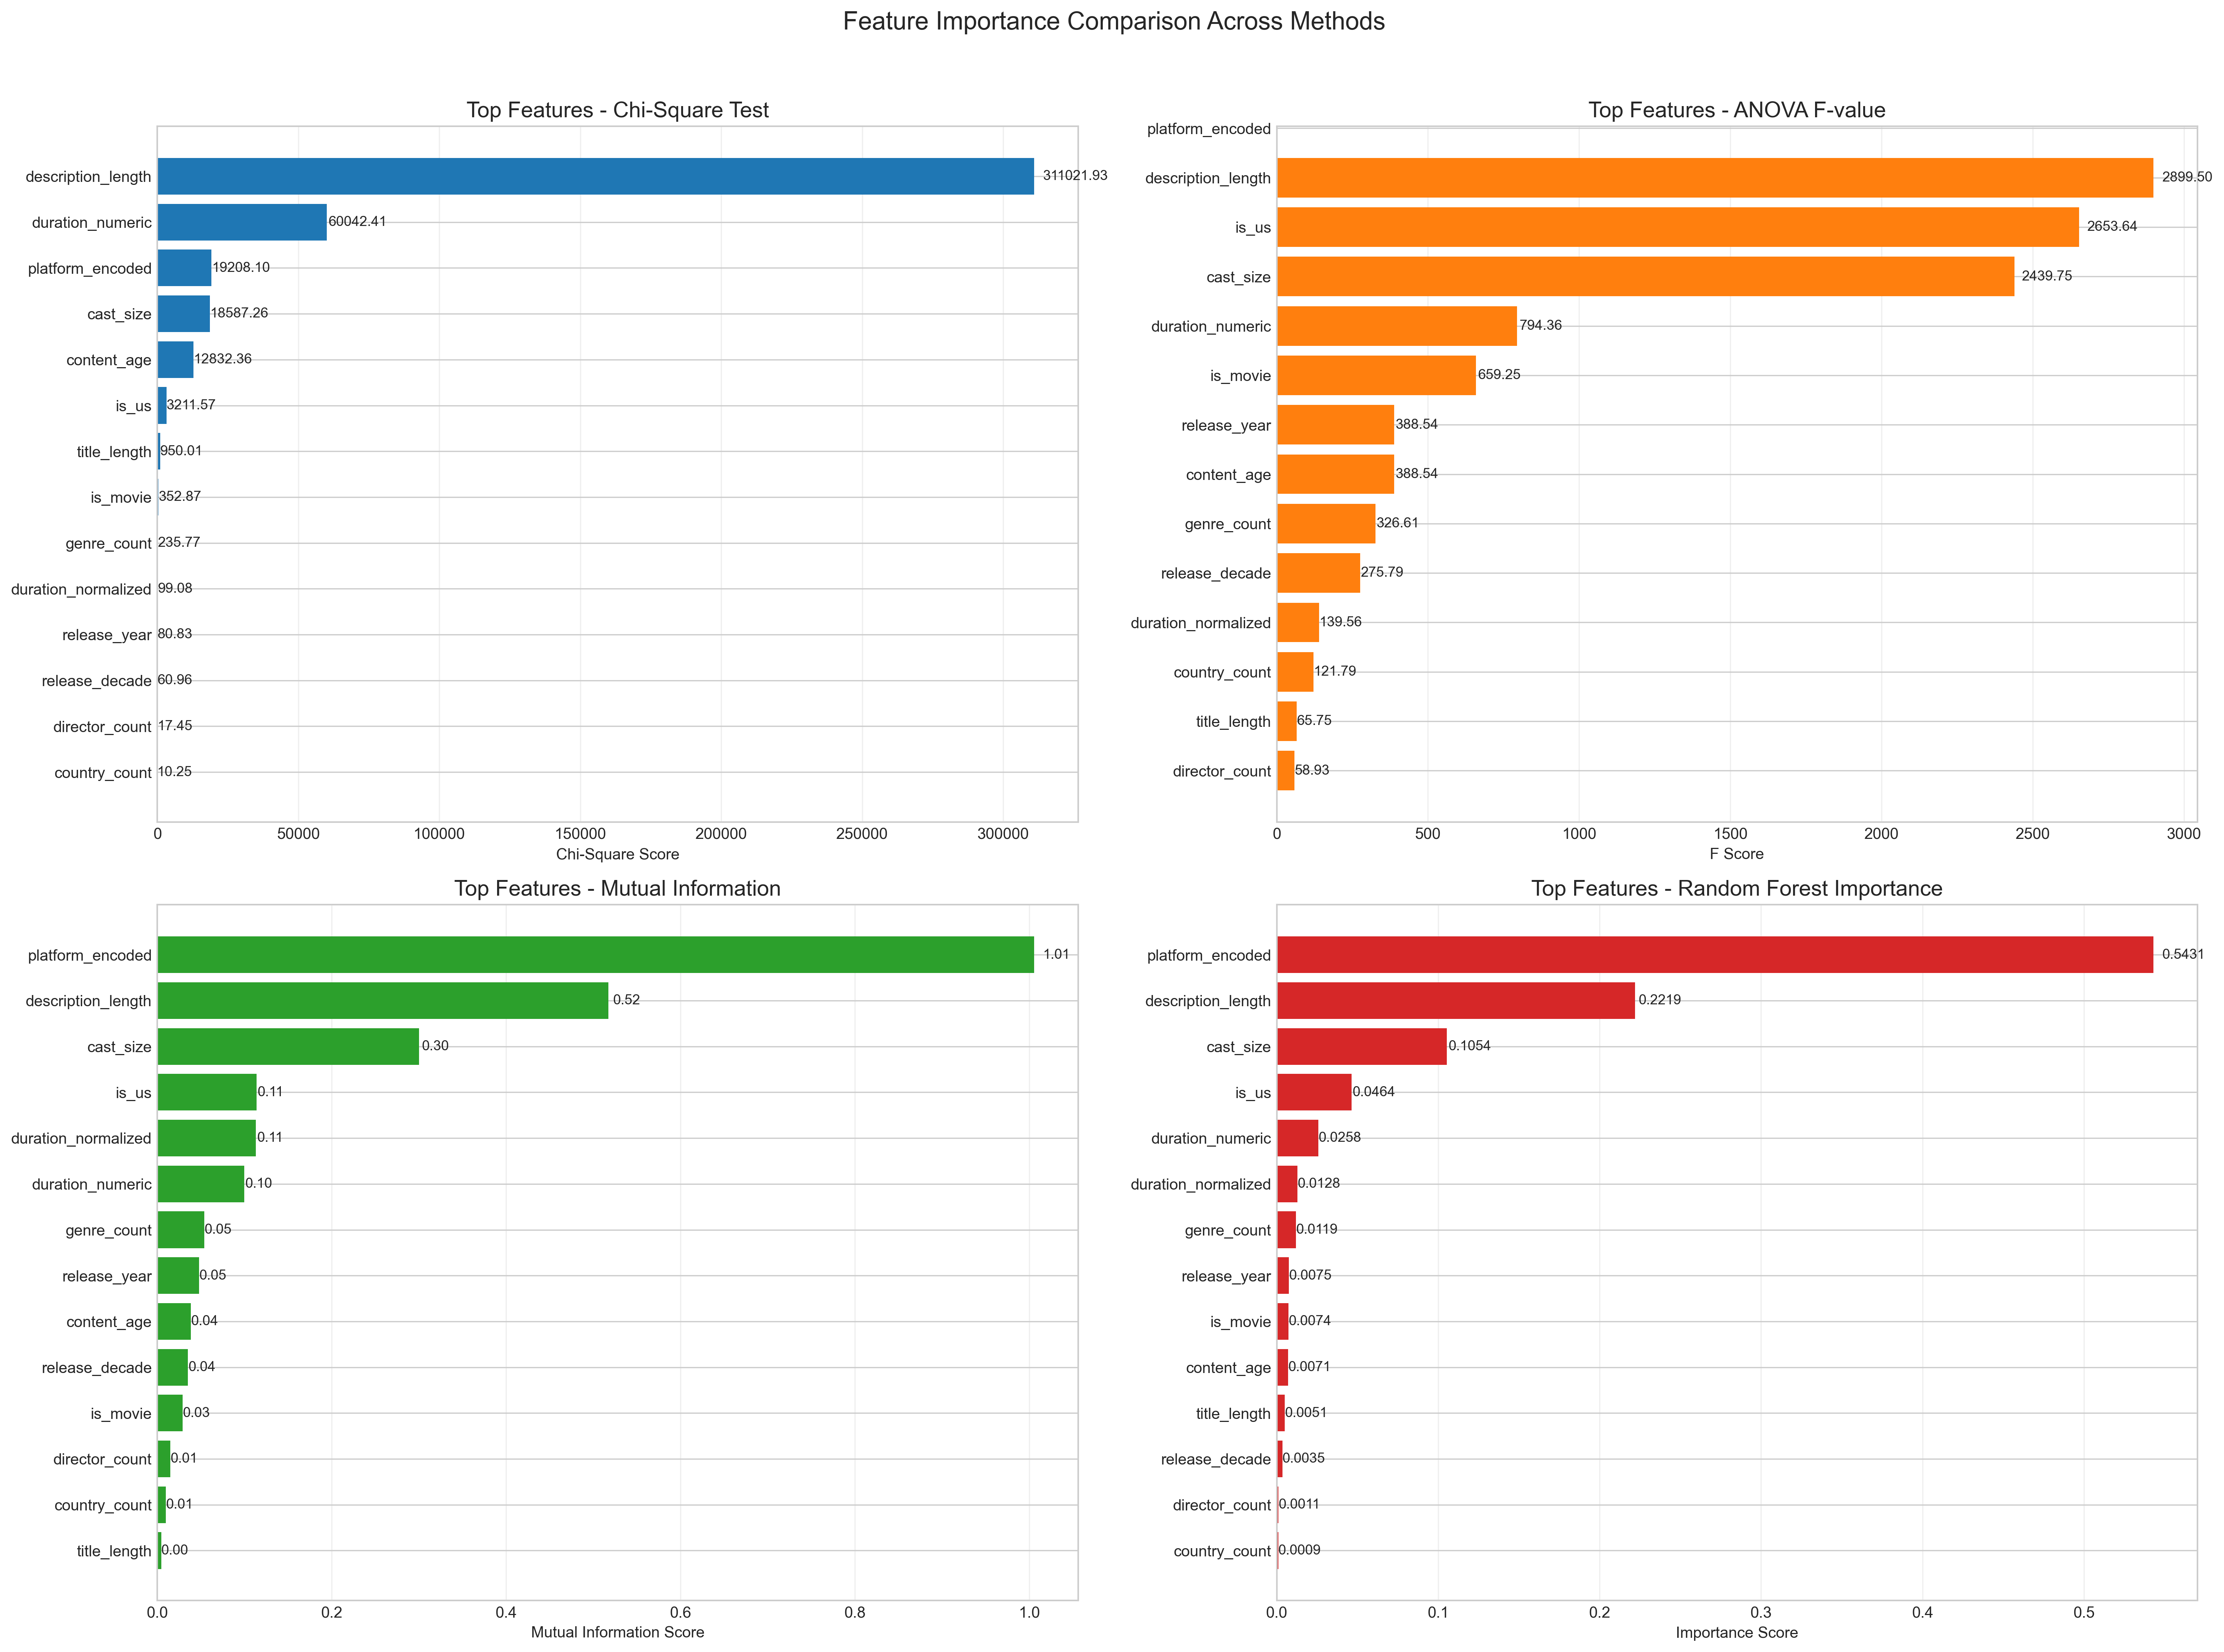 Feature Importance Comparison Across Methods
Top Features - Chi-Square Test
description_length 311021.93
duration_numeric 60042.41
platform_encoded 19208.10
cast_size 18587.26
content_age 12832.36
is_us 3211.57
title_length 950.01
is_movie 352.87
genre_count 235.77
duration_normalized 99.08
release_year 80.83
release_decade 60.96
director_count 17.45
country_count 10.25
0 50000 100000 150000 200000 250000 300000
Chi-Square Score
Top Features - ANOVA F-value
platform_encoded
description_length 2899.50
is_us 2653.64
cast_size 2439.75
duration_numeric 794.36
is_movie 659.25
release_year 388.54
content_age 388.54
genre_count 326.61
release_decade 275.79
duration_normalized 139.56
country_count 121.79
title_length 65.75
director_count 58.93
0 500 1000 1500 2000 2500 3000
F Score
Top Features - Mutual Information
platform_encoded 1.01
description_length 0.52
cast_size 0.30
is_us 0.11
duration_normalized 0.11
duration_numeric 0.10
genre_count 0.05
release_year 0.05
content_age 0.04
release_decade 0.04
is_movie 0.03
director_count 0.01
country_count 0.01
title_length 0.00
0.0 0.2 0.4 0.6 0.8 1.0
Mutual Information Score
Top Features - Random Forest Importance
platform_encoded 0.5431
description_length 0.2219
cast_size 0.1054
is_us 0.0464
duration_numeric 0.0258
duration_normalized 0.0128
genre_count 0.0119
release_year 0.0075
is_movie 0.0074
content_age 0.0071
title_length 0.0051
release_decade 0.0035
director_count 0.0011
country_count 0.0009
0.0 0.1 0.2 0.3 0.4 0.5
Importance Score